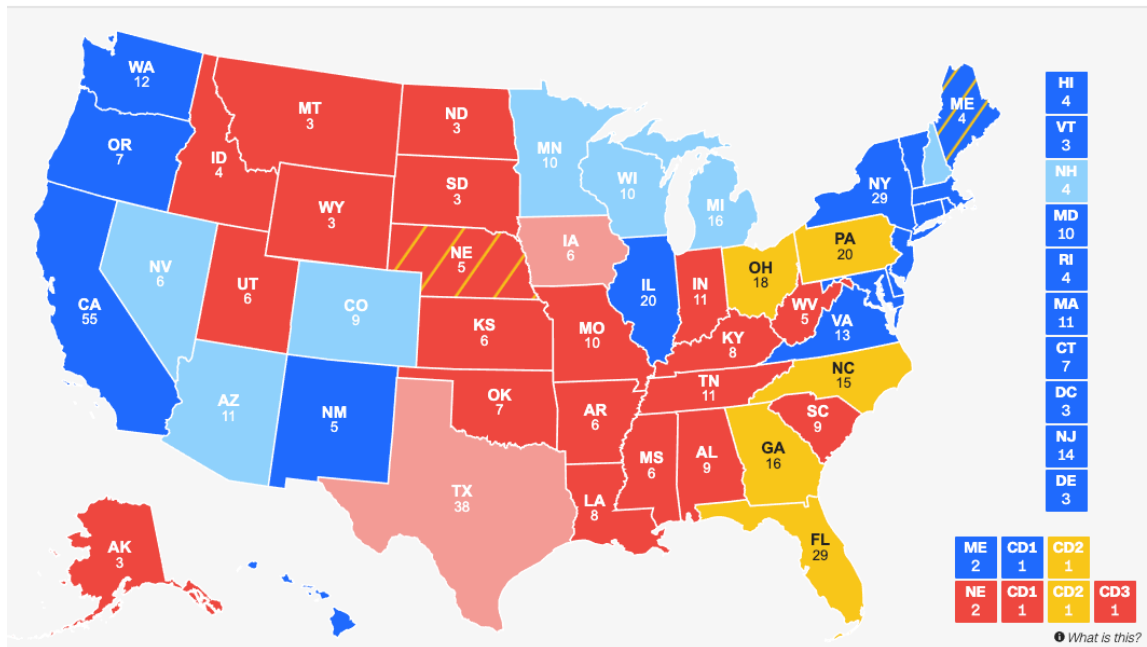 WA
12
OR
7
CA
55
NV
6
ID
4
MT
3
WY
3
UT
6
AZ
11
CO
9
NM
5
ND
3
SD
3
NE
5
KS
6
OK
7
TX
38
MN
10
IA
6
MO
10
AR
6
LA
8
WI
10
IL
20
MI
16
IN
11
OH
18
KY
8
TN
11
MS
6
AL
9
GA
16
FL
29
SC
9
NC
15
VA
13
WV
5
PA
20
NY
29
ME
4
AK
3
HI
4
VT
3
NH
4
MD
10
RI
4
MA
11
CT
7
DC
3
NJ
14
DE
3
ME CD1 CD2
2 1 1
NE CD1 CD2 CD3
2 1 1 1
What is this?